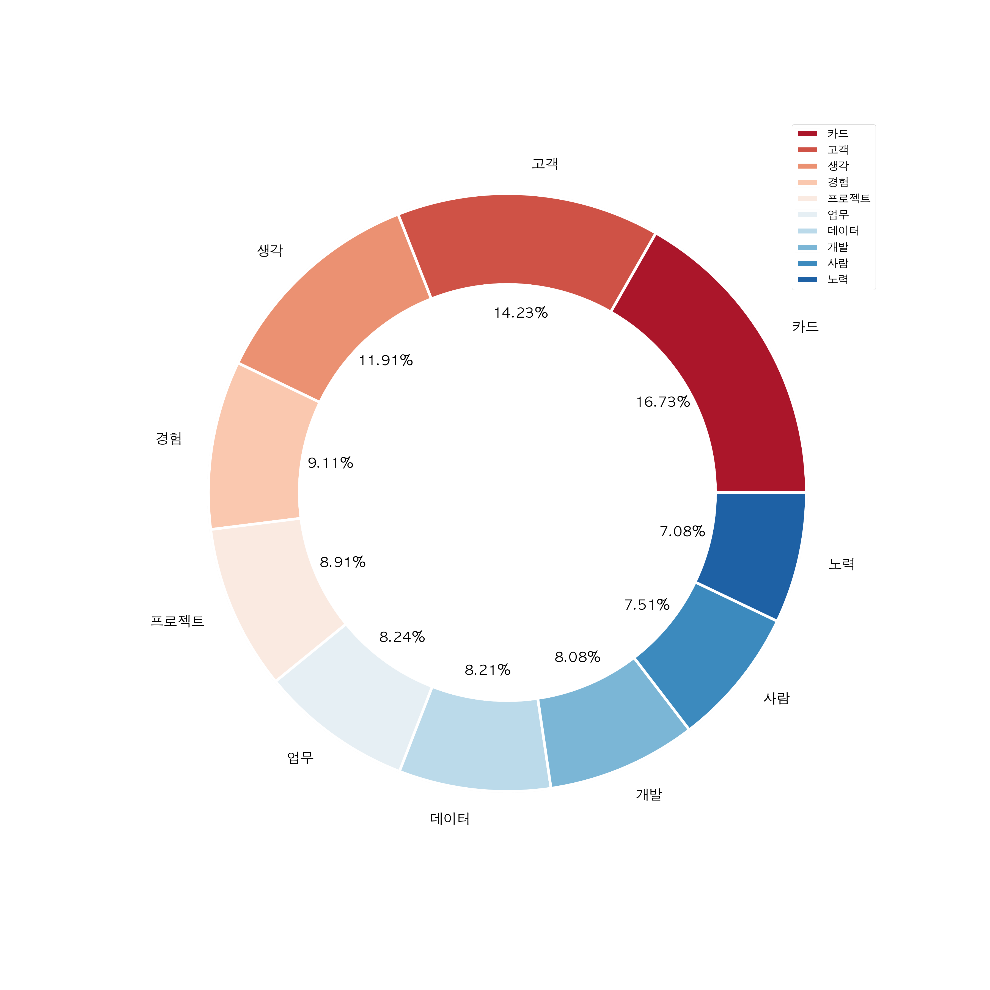 카드
고객
생각
경험
프로젝트
업무
데이터
개발
사람
노력
고객
생각
카드
14.23%
11.91%
16.73%
경험
9.11%
7.08%
8.91%
노력
7.51%
프로젝트
8.24%
8.08%
8.21%
사람
업무
개발
데이터